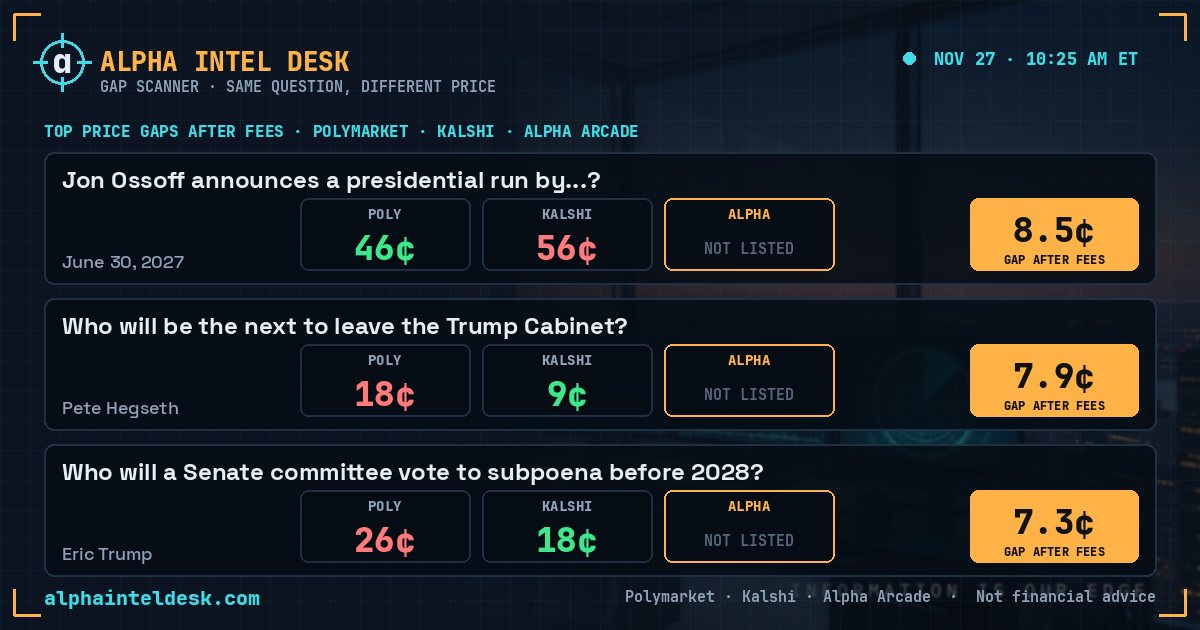 α
ALPHA INTEL DESK
GAP SCANNER · SAME QUESTION, DIFFERENT PRICE
NOV 27 · 10:25 AM ET
TOP PRICE GAPS AFTER FEES · POLYMARKET · KALSHI · ALPHA ARCADE
Jon Ossoff announces a presidential run by...?
June 30, 2027
POLY
46¢
KALSHI
56¢
ALPHA
NOT LISTED
8.5¢
GAP AFTER FEES
Who will be the next to leave the Trump Cabinet?
Pete Hegseth
POLY
18¢
KALSHI
9¢
ALPHA
NOT LISTED
7.9¢
GAP AFTER FEES
Who will a Senate committee vote to subpoena before 2028?
Eric Trump
POLY
26¢
KALSHI
18¢
ALPHA
NOT LISTED
7.3¢
GAP AFTER FEES
INFORMATION IS OUR EDGE
alphainteldesk.com
Polymarket · Kalshi · Alpha Arcade · Not financial advice